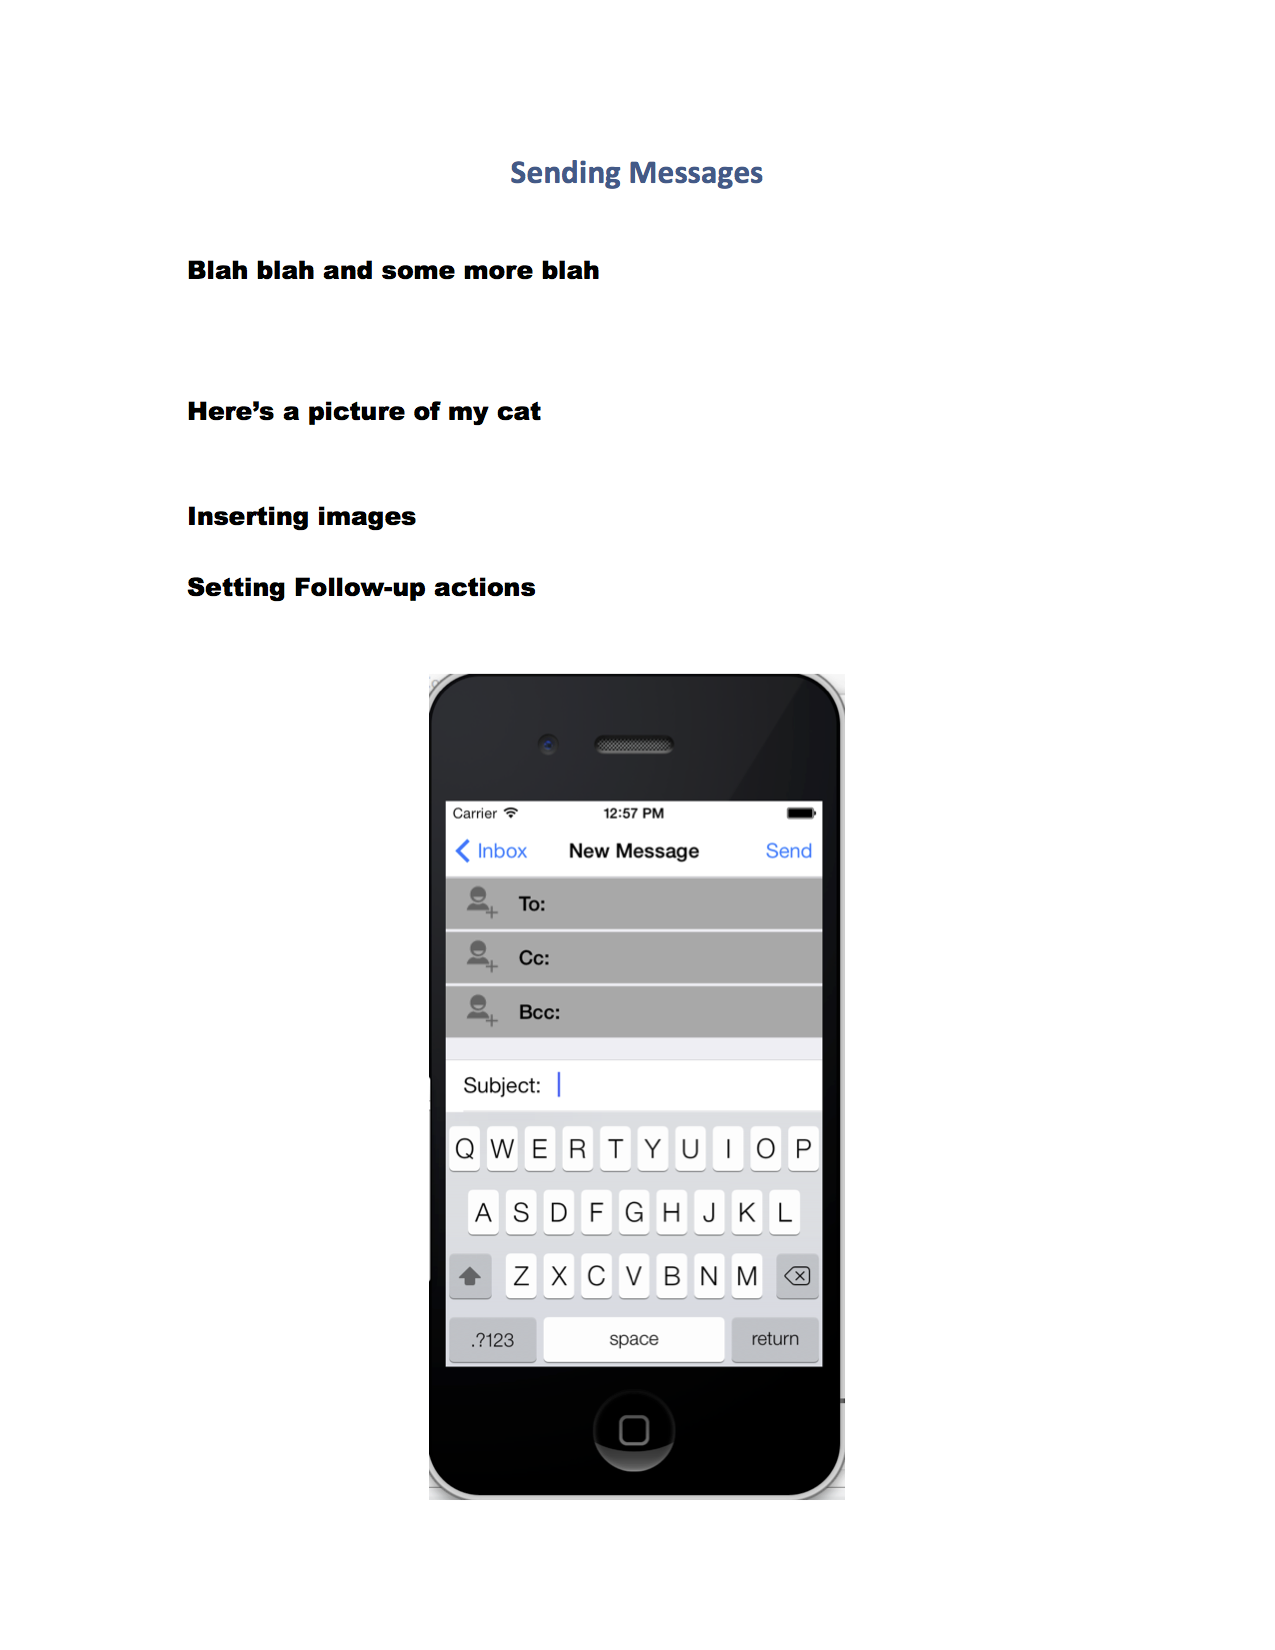 Sending Messages
Blah blah and some more blah
Here’s a picture of my cat
Inserting images
Setting Follow-up actions
Carrier 12:57 PM
Inbox New Message Send
To:
Cc:
Bcc:
Subject:
Q W E R T Y U I O P
A S D F G H J K L
Z X C V B N M
.?123 space return